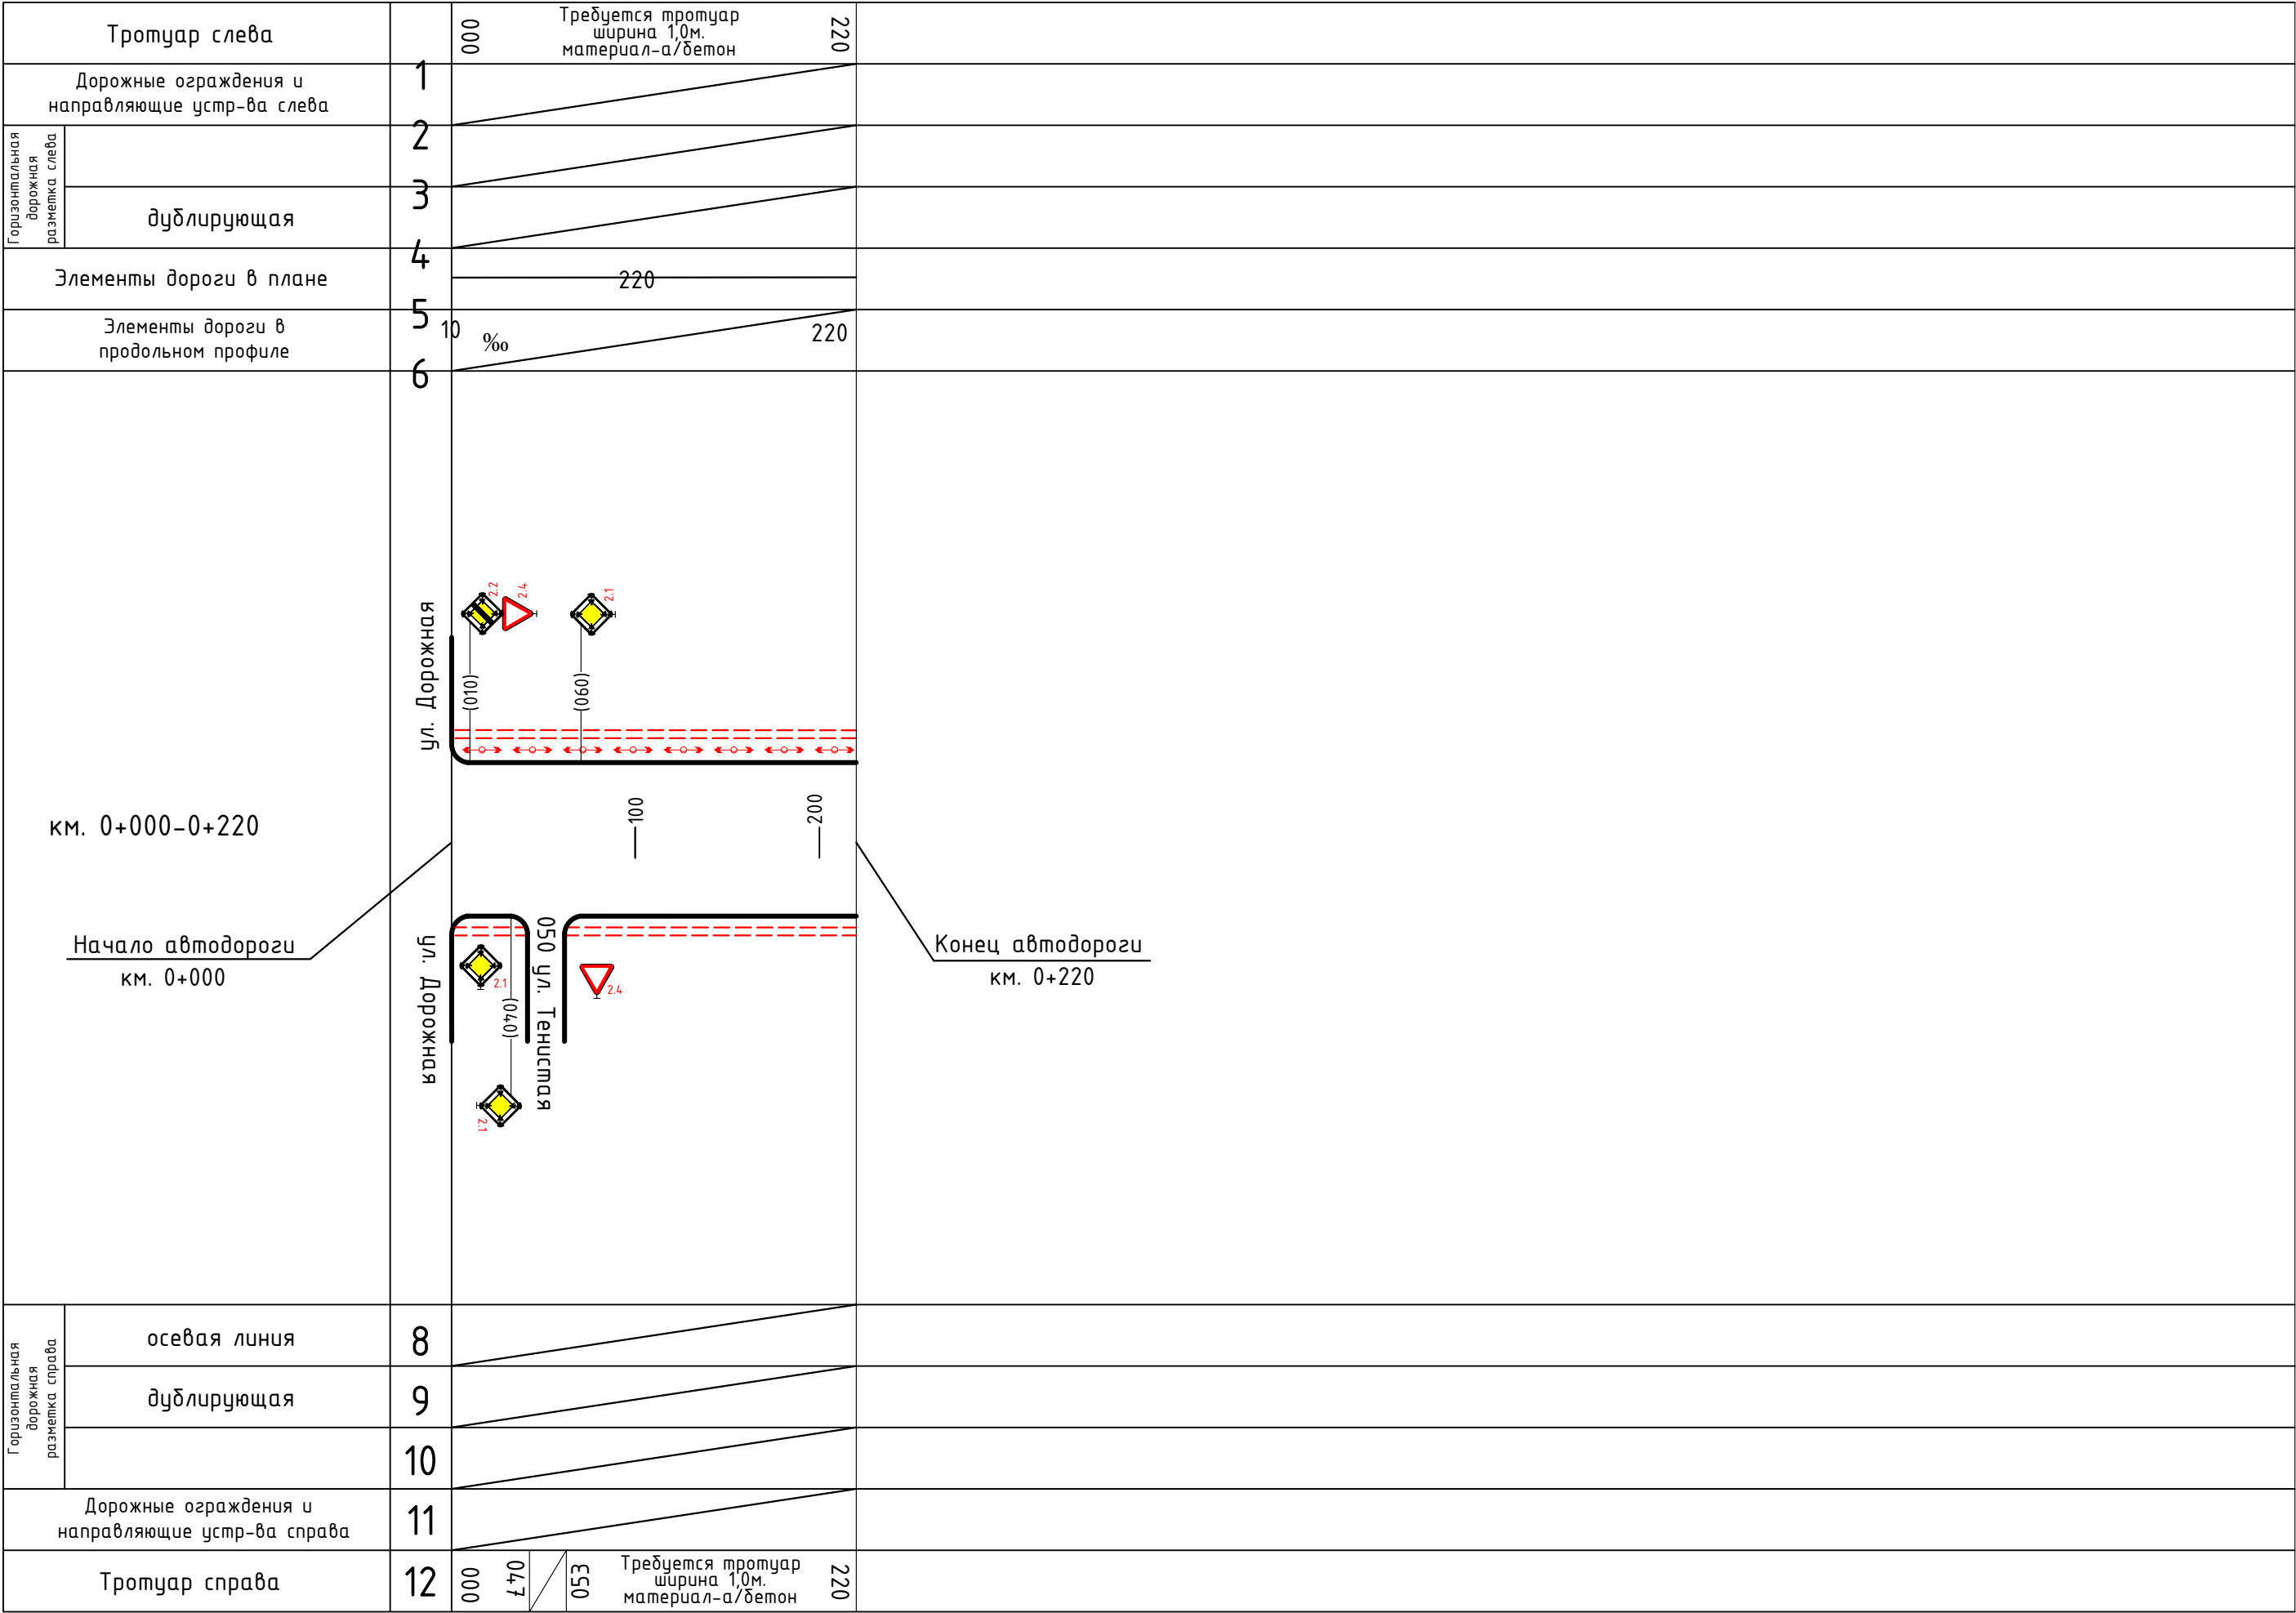 Тротуар слева
000
Требуется тротуар
ширина 1,0м.
материал-а/бетон
220
1
Дорожные ограждения и
направляющие устр-ва слева
2
Горизонтальная
дорожная
разметка слева
3
дублирующая
4
Элементы дороги в плане
220
5
Элементы дороги в
продольном профиле
10 ‰
220
6
2.2
2.4
2.1
ул. Дорожная
(010)
(060)
км. 0+000-0+220
100
200
Начало автодороги
км. 0+000
ул. Дорожная
2.1
(040)
050 ул. Тенистая
2.4
2.1
Конец автодороги
км. 0+220
Горизонтальная
дорожная
разметка справа
осевая линия
8
дублирующая
9
10
Дорожные ограждения и
направляющие устр-ва справа
11
Тротуар справа
12
000
047
053
Требуется тротуар
ширина 1,0м.
материал-а/бетон
220